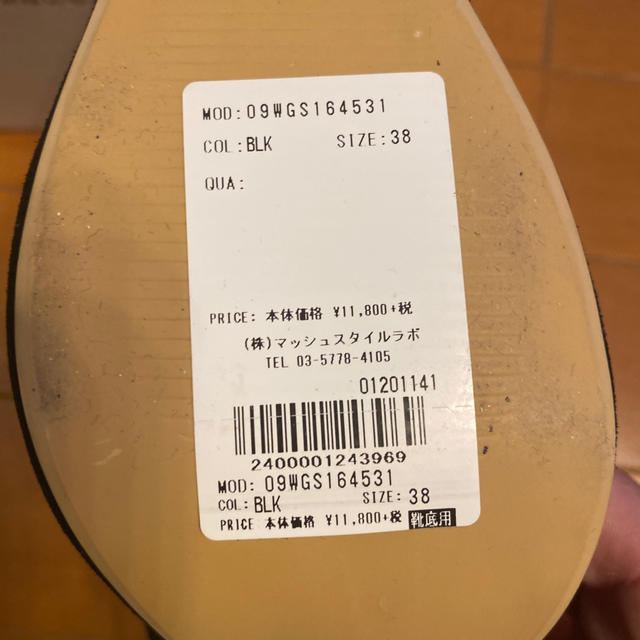 MOD:09WGS164531
COL:BLK SIZE:38
QUA:
PRICE: 本体価格 ¥11,800+税
(株)マッシュスタイルラボ
TEL 03-5778-4105
01201141
2400001243969
MOD: 09WGS164531
COL: BLK SIZE: 38
PRICE 本体価格 ¥11,800+税 靴底用